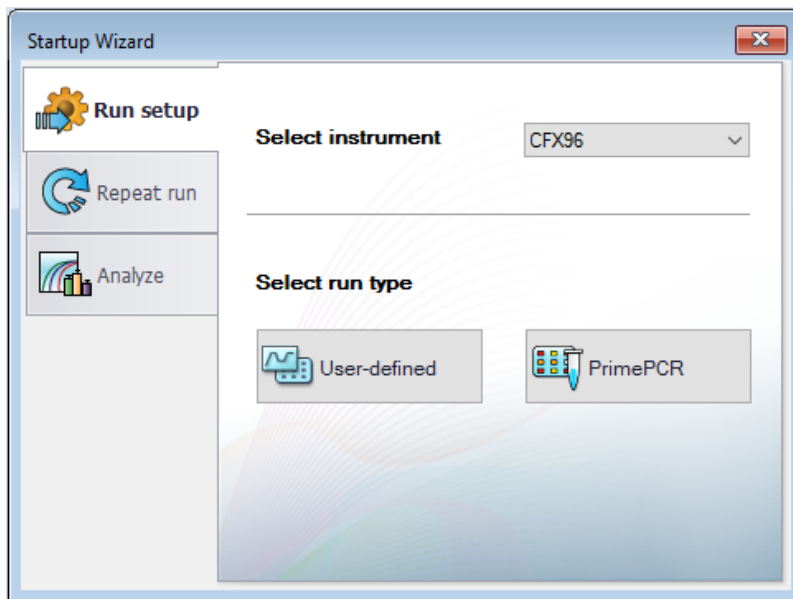 Startup Wizard
Run setup
Repeat run
Analyze
Select instrument CFX96
Select run type
User-defined PrimePCR